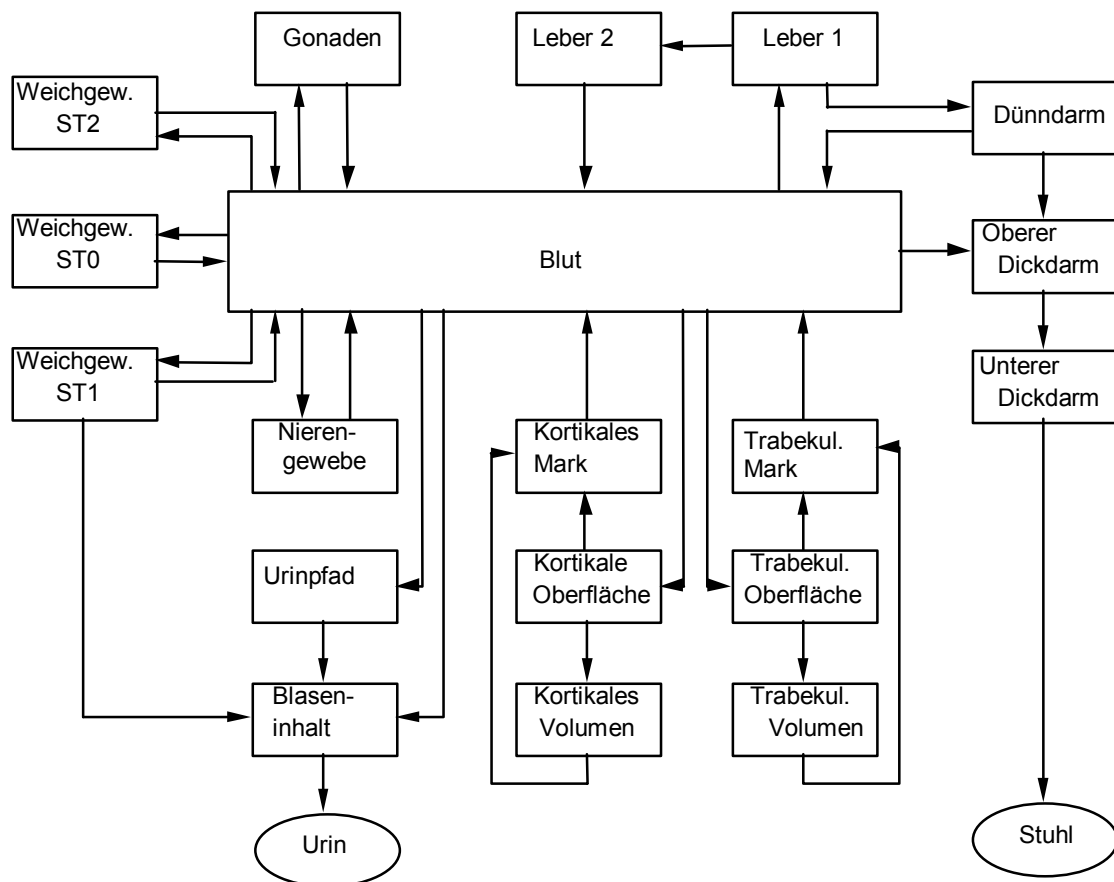 Gonaden
Leber 2
Leber 1
Weichgew.
ST2
Dünndarm
Weichgew.
ST0
Blut
Oberer
Dickdarm
Weichgew.
ST1
Unterer
Dickdarm
Nieren-
gewebe
Kortikales
Mark
Trabekul.
Mark
Urinpfad
Kortikale
Oberfläche
Trabekul.
Oberfläche
Blasen-
inhalt
Kortikales
Volumen
Trabekul.
Volumen
Urin
Stuhl